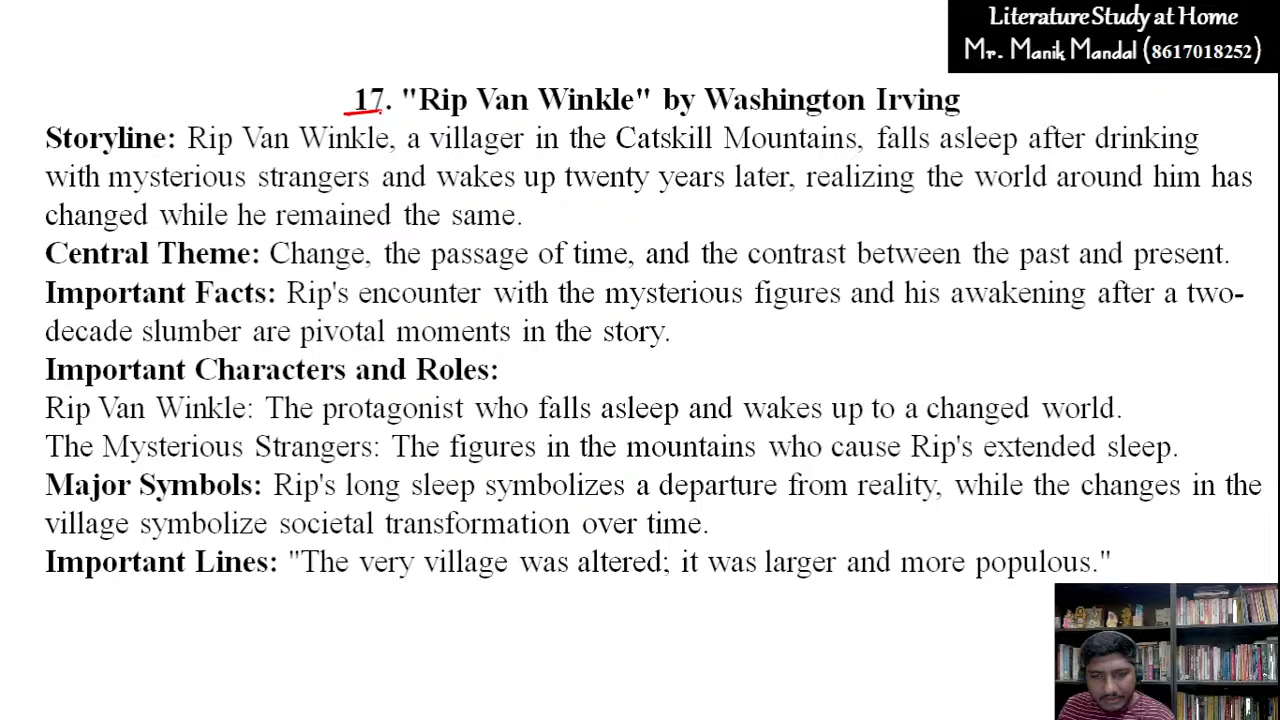 Literature Study at Home
Mr. Manik Mandal (8617018252)
17. "Rip Van Winkle" by Washington Irving
Storyline: Rip Van Winkle, a villager in the Catskill Mountains, falls asleep after drinking
with mysterious strangers and wakes up twenty years later, realizing the world around him has
changed while he remained the same.
Central Theme: Change, the passage of time, and the contrast between the past and present.
Important Facts: Rip's encounter with the mysterious figures and his awakening after a two-
decade slumber are pivotal moments in the story.
Important Characters and Roles:
Rip Van Winkle: The protagonist who falls asleep and wakes up to a changed world.
The Mysterious Strangers: The figures in the mountains who cause Rip's extended sleep.
Major Symbols: Rip's long sleep symbolizes a departure from reality, while the changes in the
village symbolize societal transformation over time.
Important Lines: "The very village was altered; it was larger and more populous."